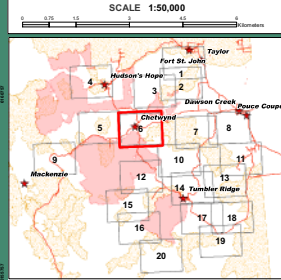 SCALE 1:50,000
0 0.75 1.5 3 4.5 6
Kilometers
Taylor
Fort St. John
Hudson's Hope
4
1
2
3
Dawson Creek
Pouce Coupe
Chetwynd
5
6
7
8
9
10
11
Mackenzie
12
13
14
Tumbler Ridge
15
16
17
18
19
20